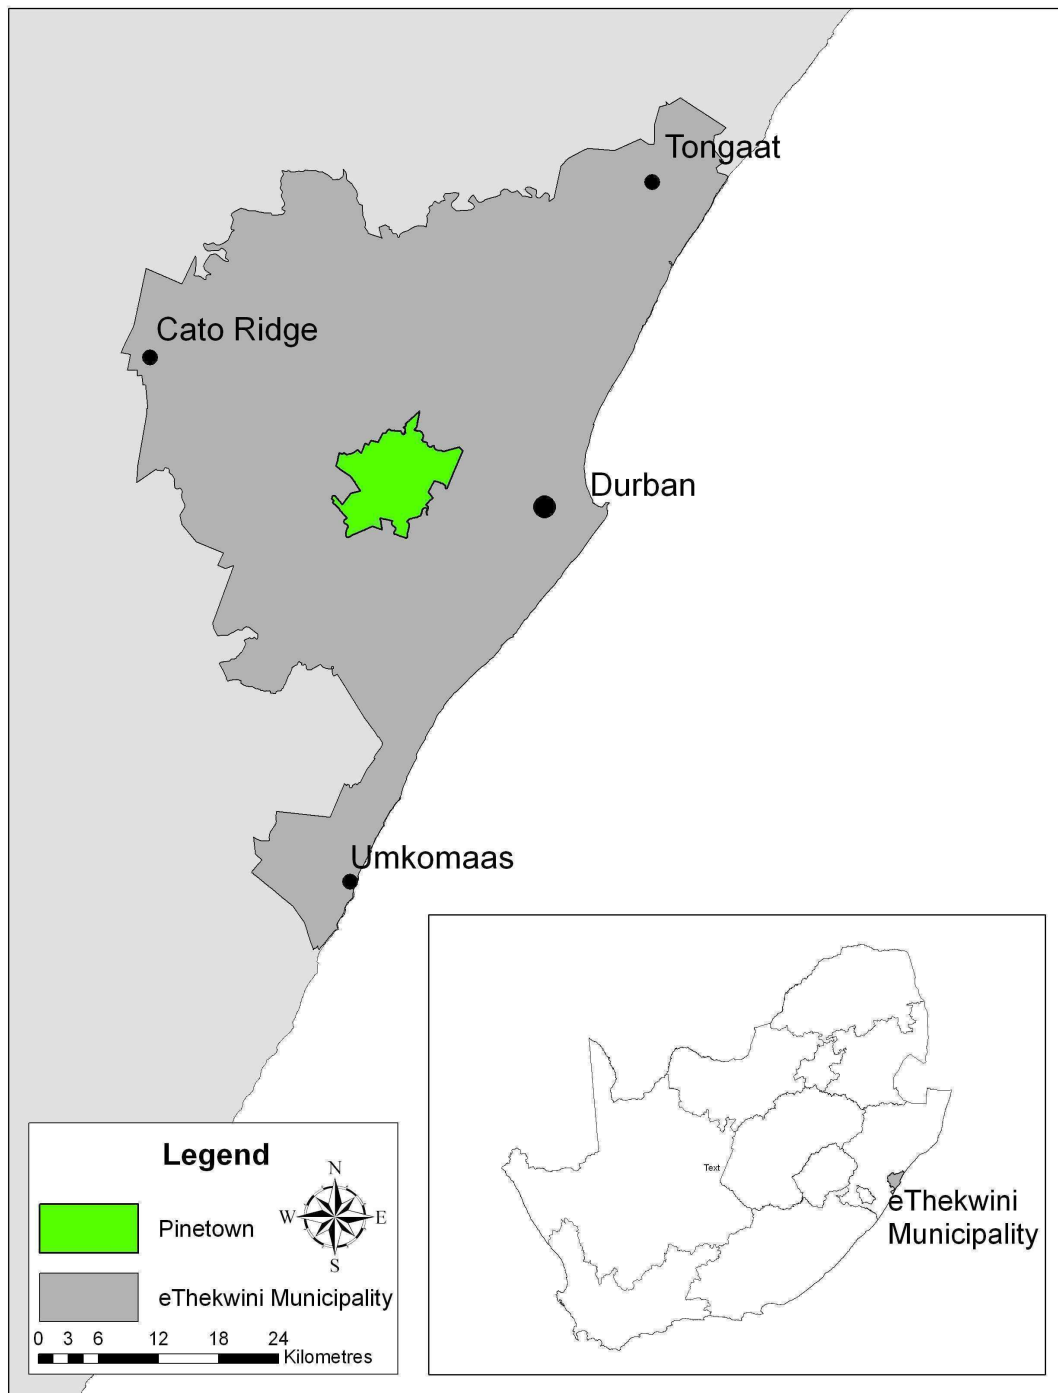 Tongaat
Cato Ridge
Durban
Umkomaas
Text
eThekwini
Municipality
Legend
N
W E
S
Pinetown
eThekwini Municipality
0 3 6 12 18 24
Kilometres